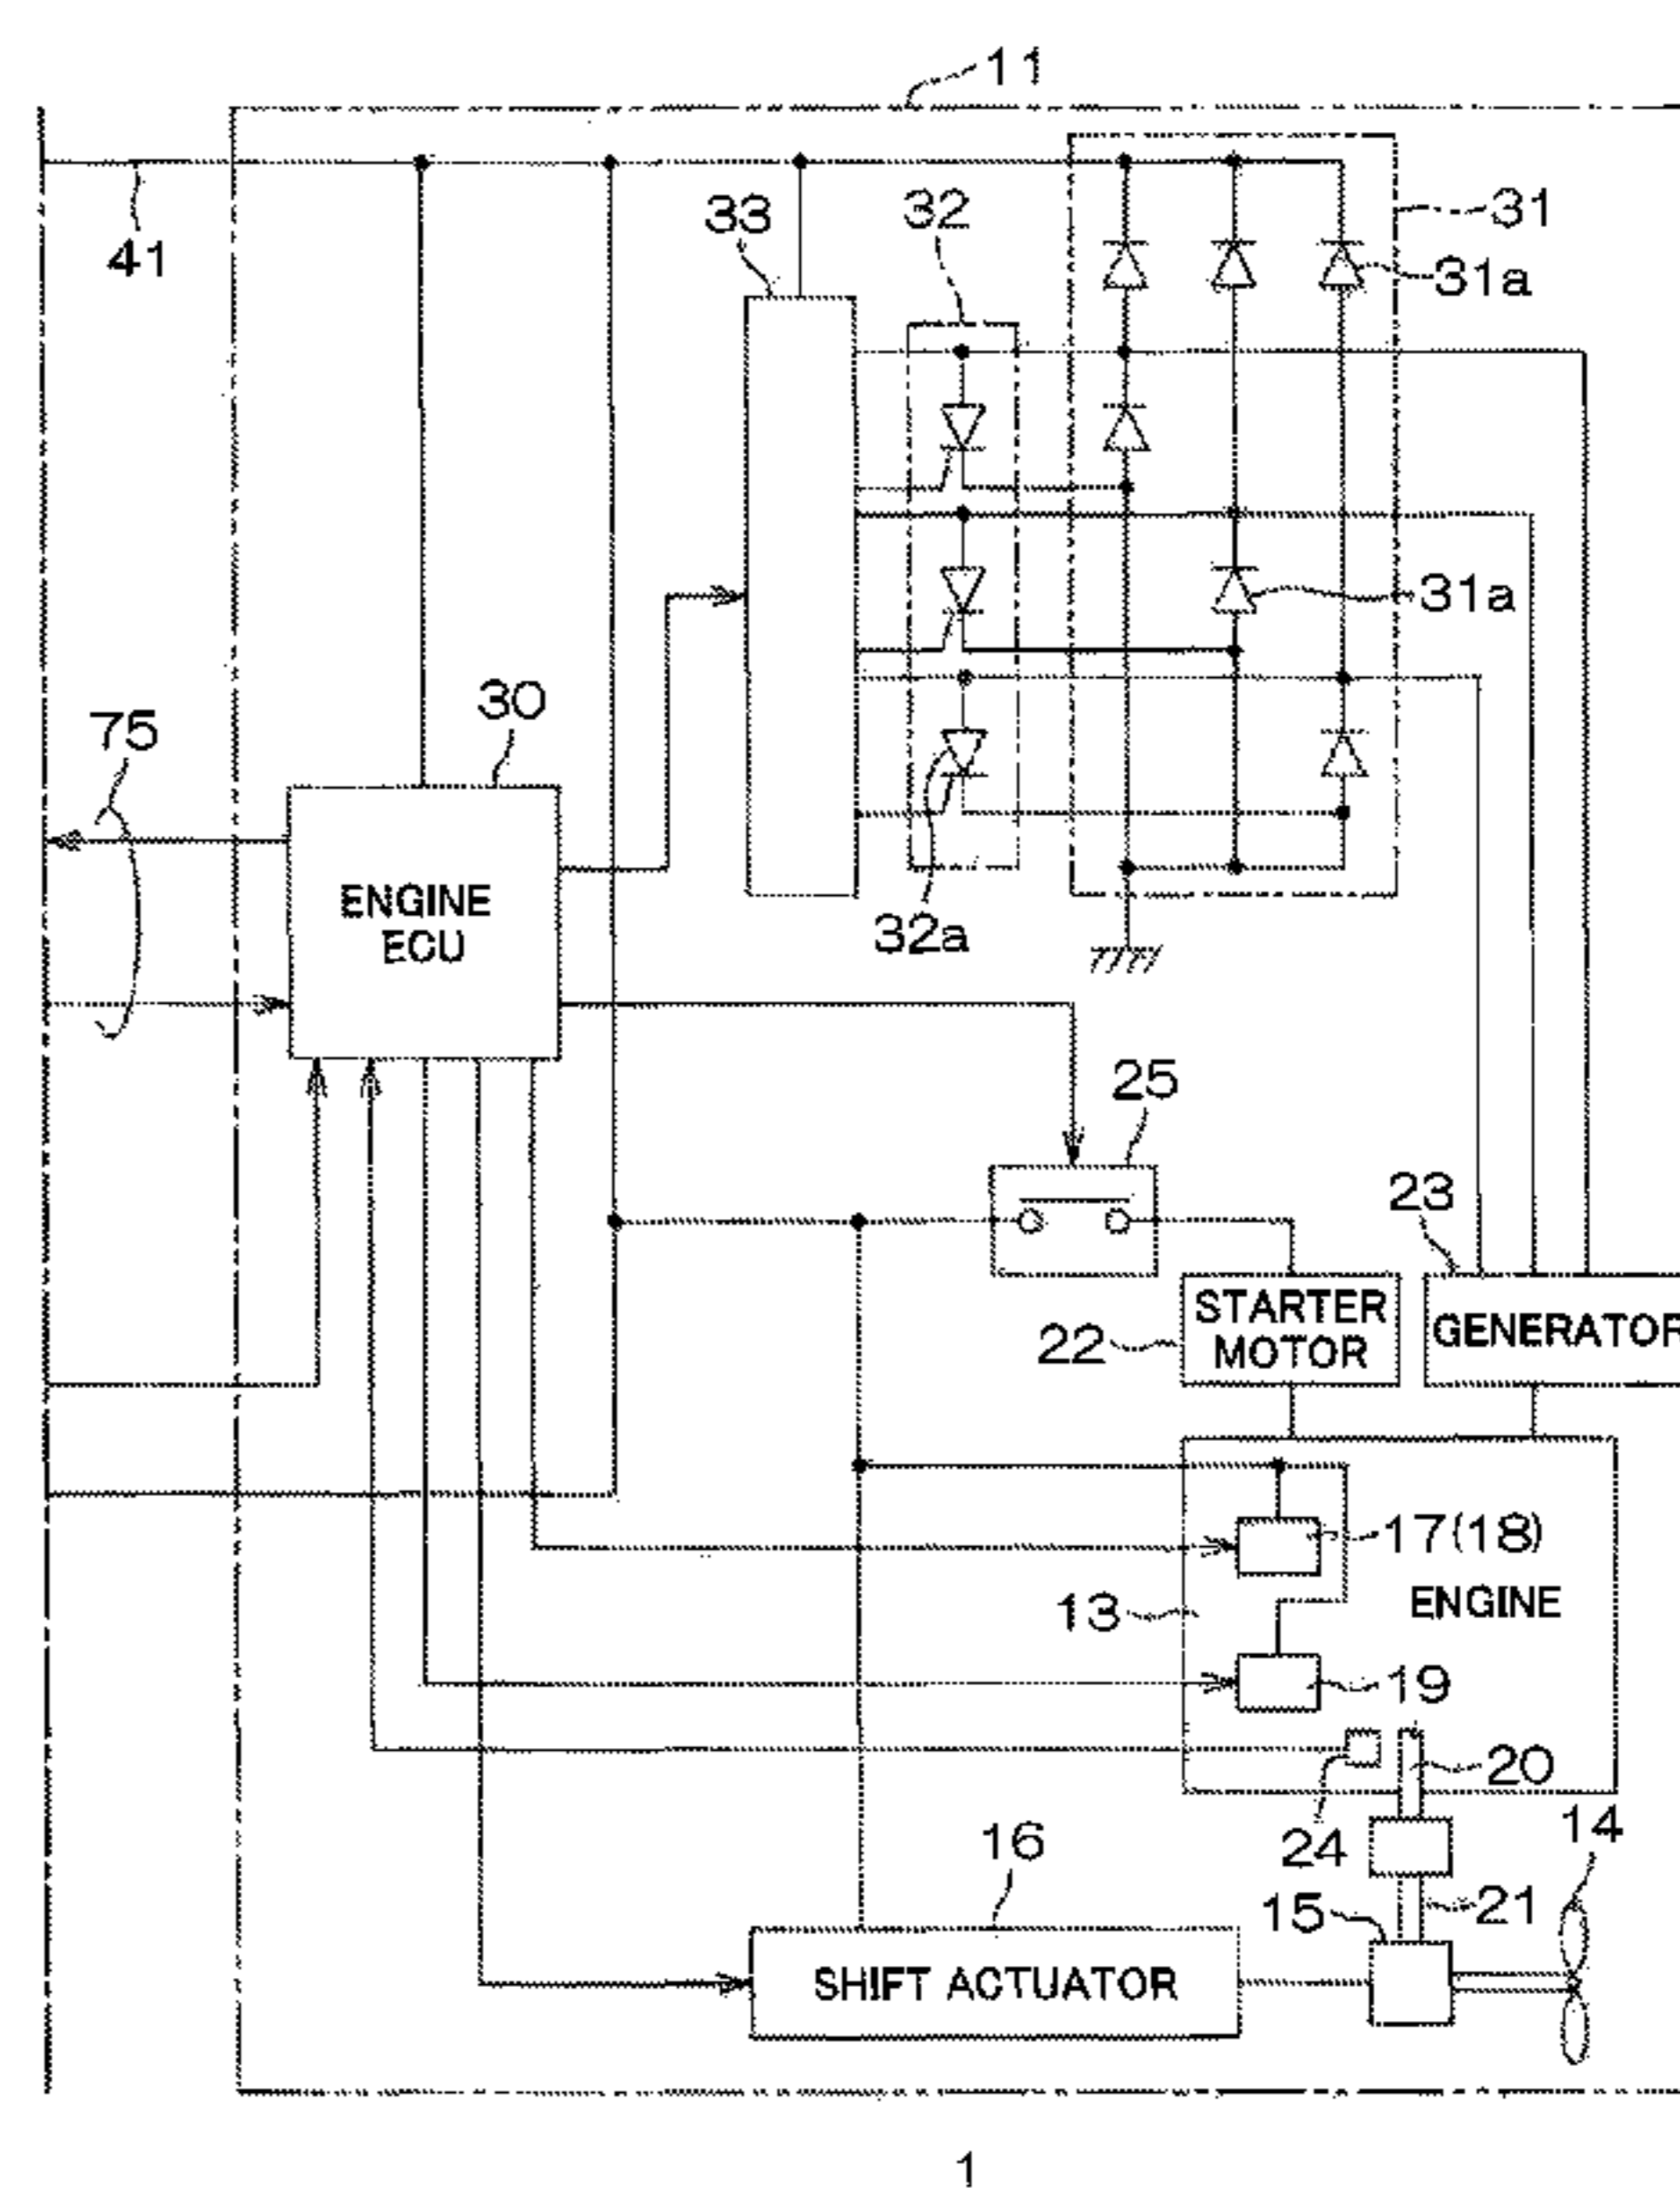 11
41
33
32
31
31a
31a
75
30
ENGINE
ECU
32a
25
23
STARTER
MOTOR
22
GENERATOR
17(18)
13
ENGINE
19
20
24
14
16
15
21
SHIFT ACTUATOR
1